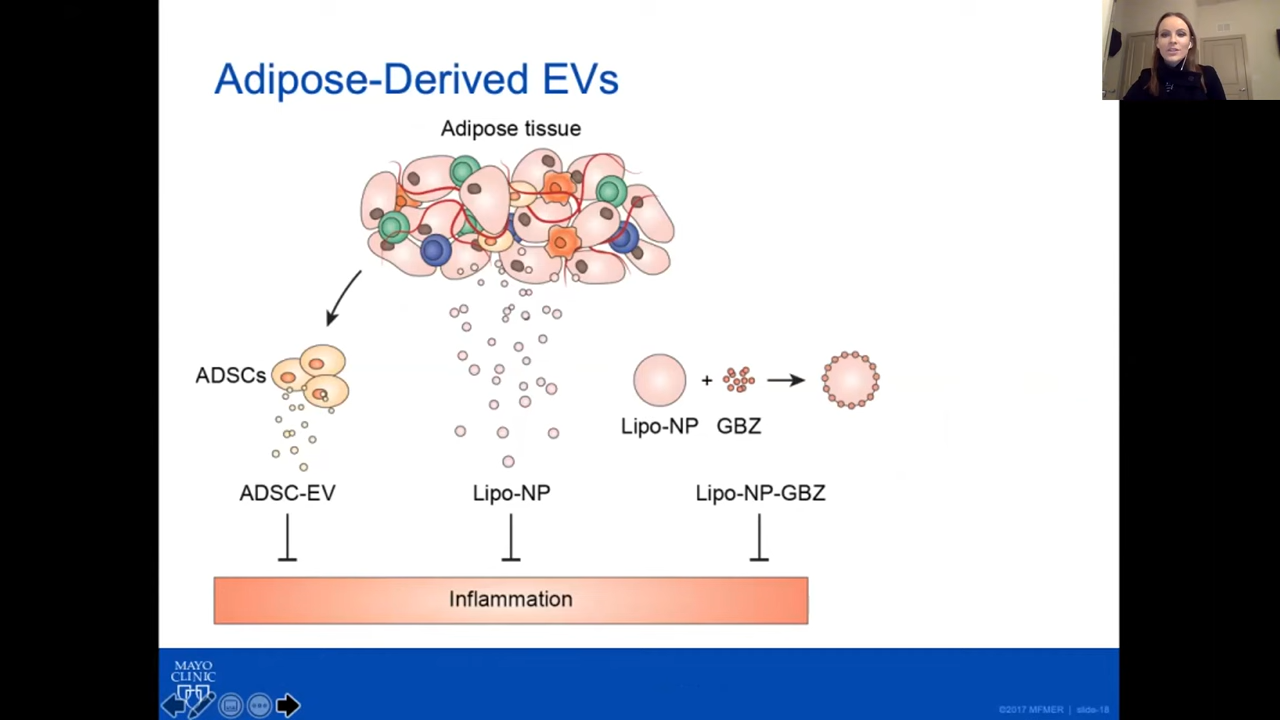 Adipose-Derived EVs
Adipose tissue
ADSCs
Lipo-NP
+
GBZ
ADSC-EV
Lipo-NP
Lipo-NP-GBZ
Inflammation
MAYO
CLINIC
©2017 MFMER | slide-18